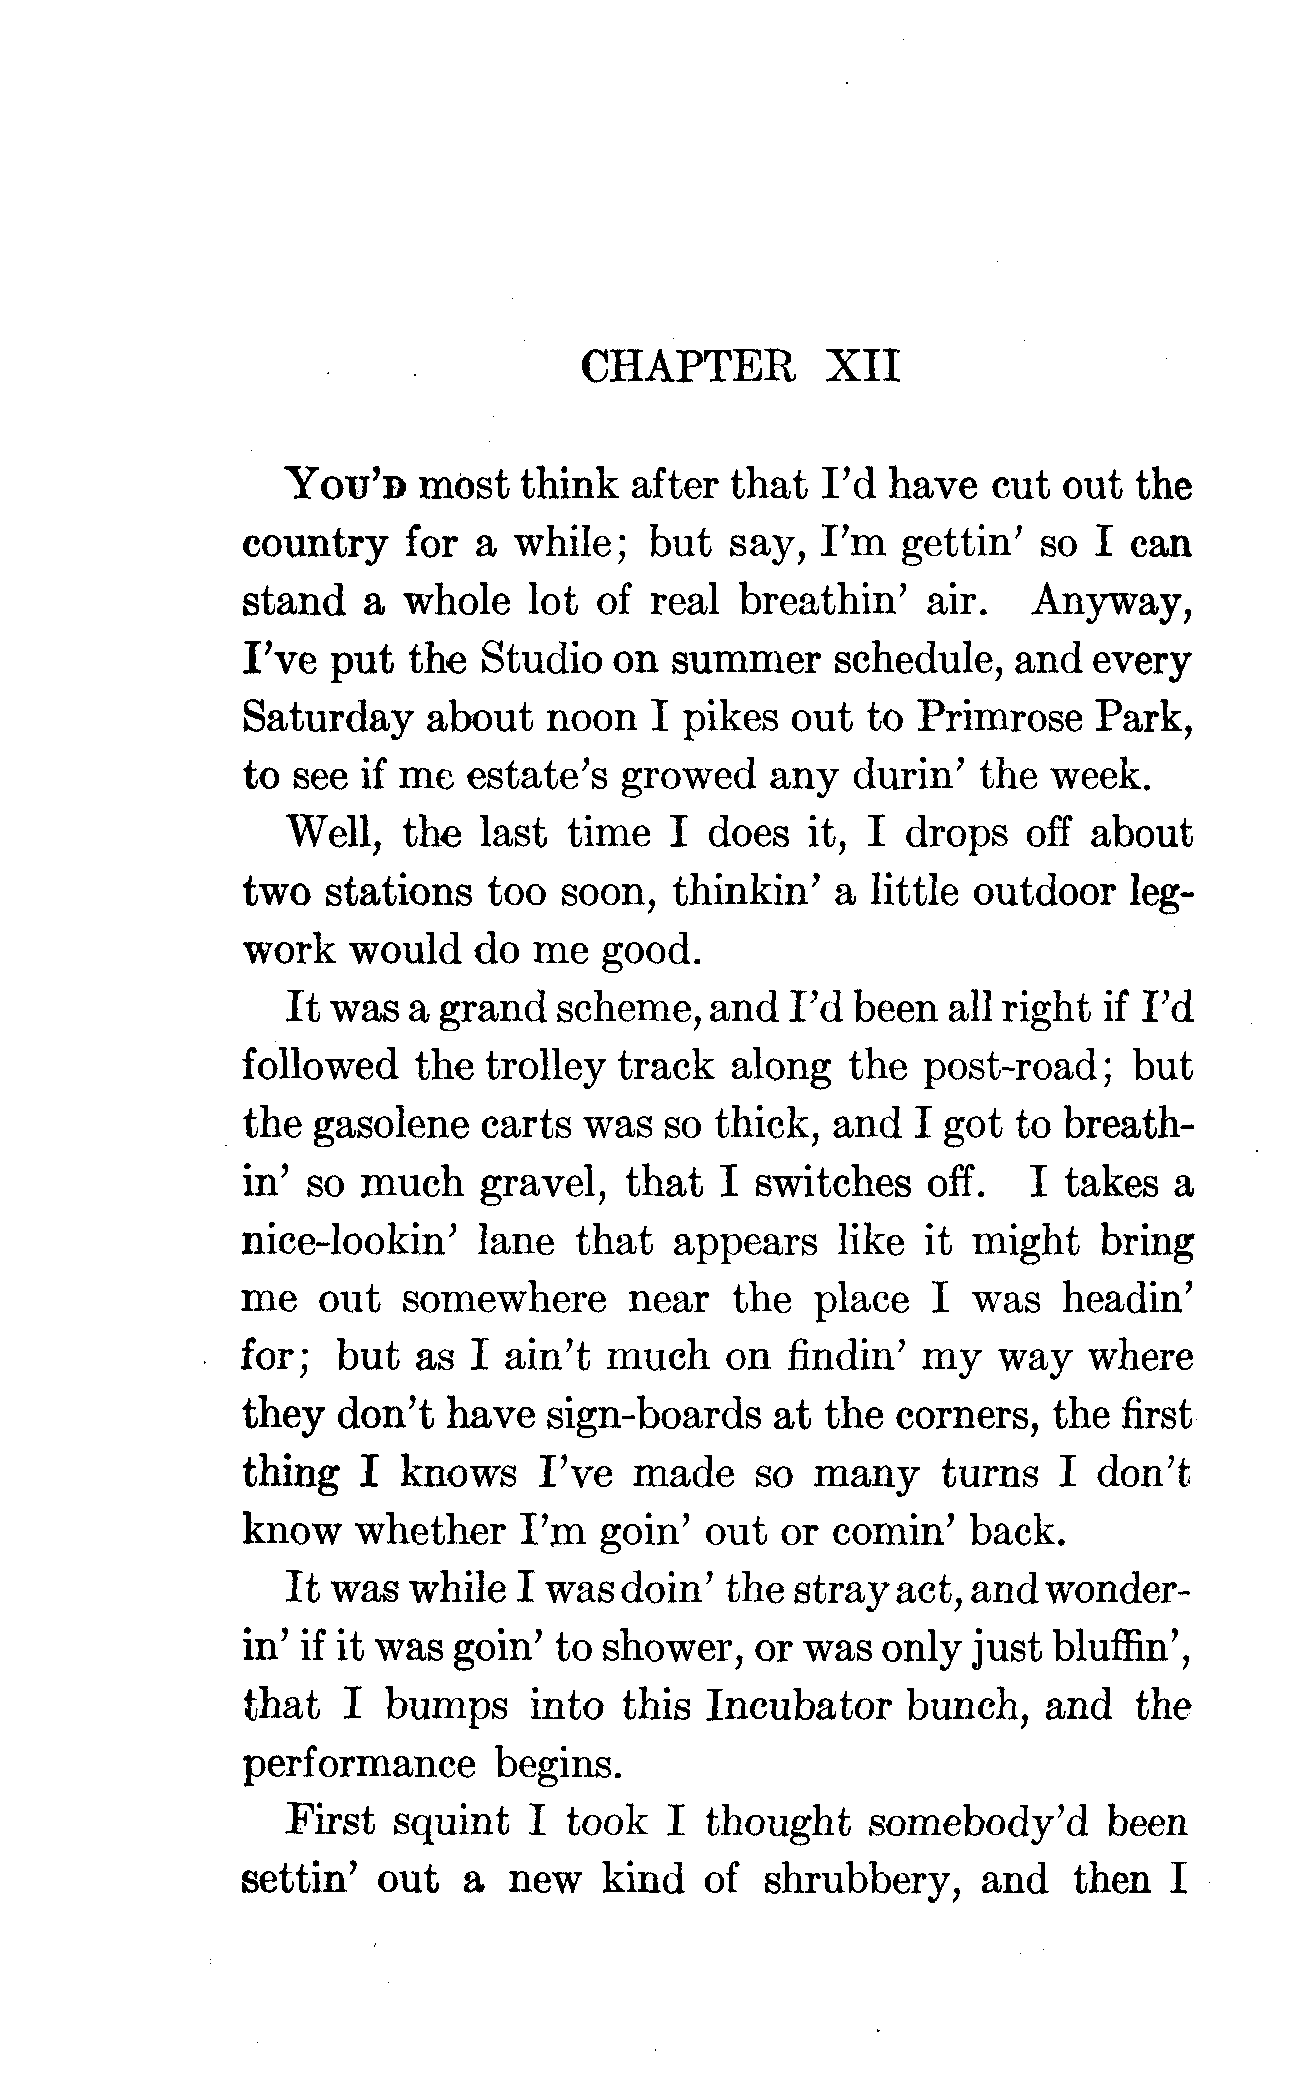 CHAPTER XII
You'd most think after that I'd have cut out the
country for a while; but say, I'm gettin' so I can
stand a whole lot of real breathin' air. Anyway,
I've put the Studio on summer schedule, and every
Saturday about noon I pikes out to Primrose Park,
to see if me estate's growed any durin' the week.
Well, the last time I does it, I drops off about
two stations too soon, thinkin' a little outdoor leg-
work would do me good.
It was a grand scheme, and I'd been all right if I'd
followed the trolley track along the post-road; but
the gasolene carts was so thick, and I got to breath-
in' so much gravel, that I switches off. I takes a
nice-lookin' lane that appears like it might bring
me out somewhere near the place I was headin'
for; but as I ain't much on findin' my way where
they don't have sign-boards at the corners, the first
thing I knows I've made so many turns I don't
know whether I'm goin' out or comin' back.
It was while I was doin' the stray act, and wonder-
in' if it was goin' to shower, or was only just bluffin',
that I bumps into this Incubator bunch, and the
performance begins.
First squint I took I thought somebody'd been
settin' out a new kind of shrubbery, and then I